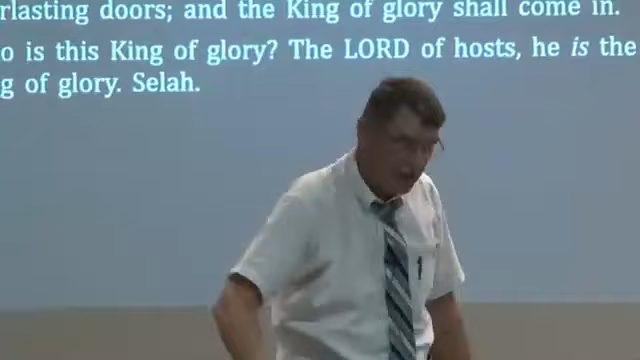 rlasting doors; and the King of glory shall come in.
o is this King of glory? The LORD of hosts, he is the
g of glory. Selah.